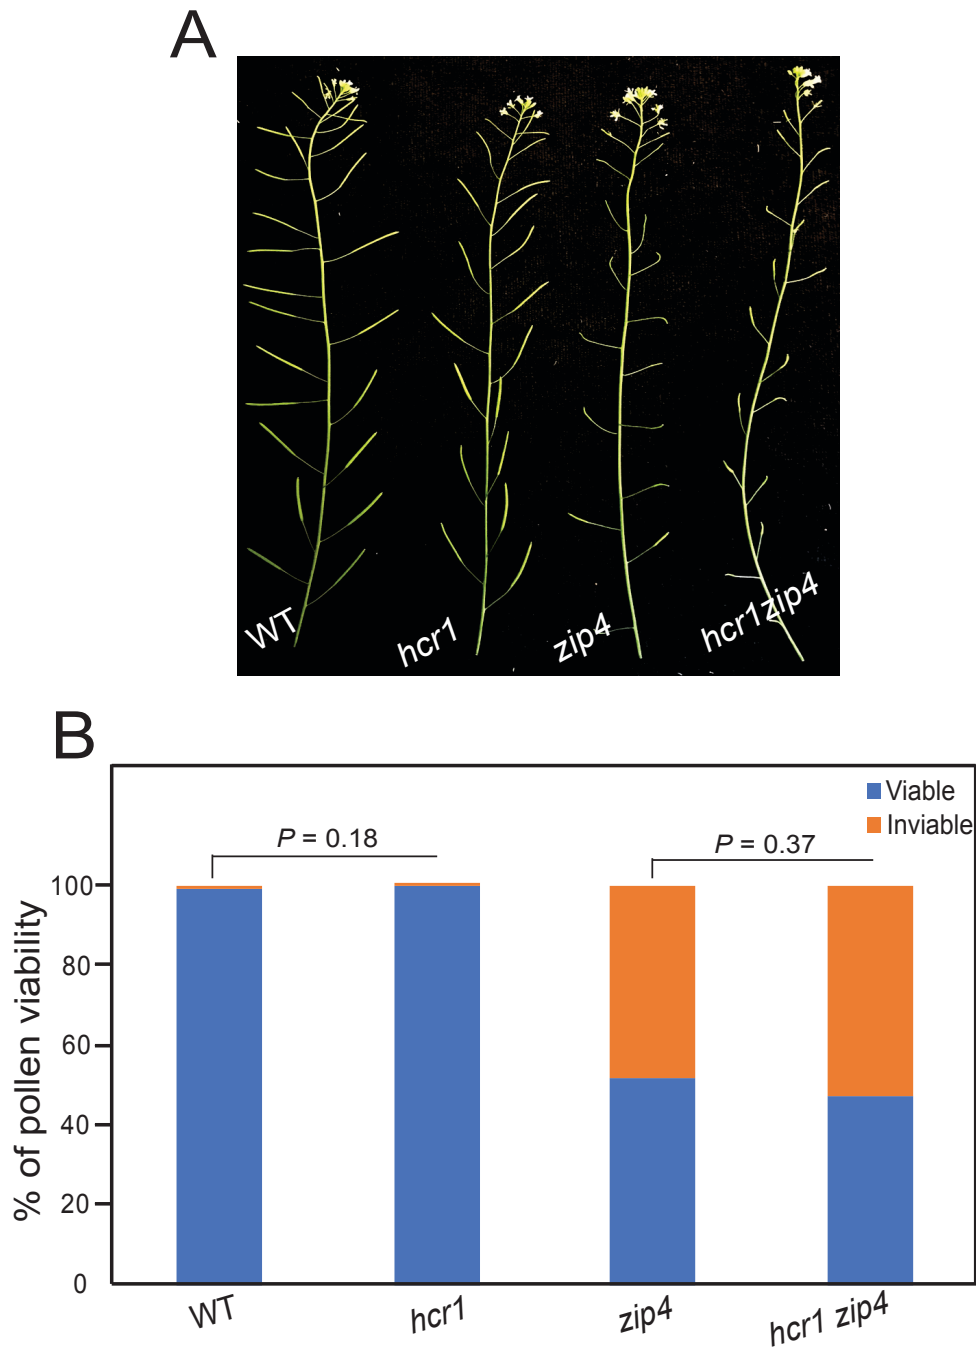 A
WT
hcr1
zip4
hcr1zip4
B
Viable
Inviable
P = 0.18
P = 0.37
% of pollen viability
100
80
60
40
20
0
WT
hcr1
zip4
hcr1 zip4